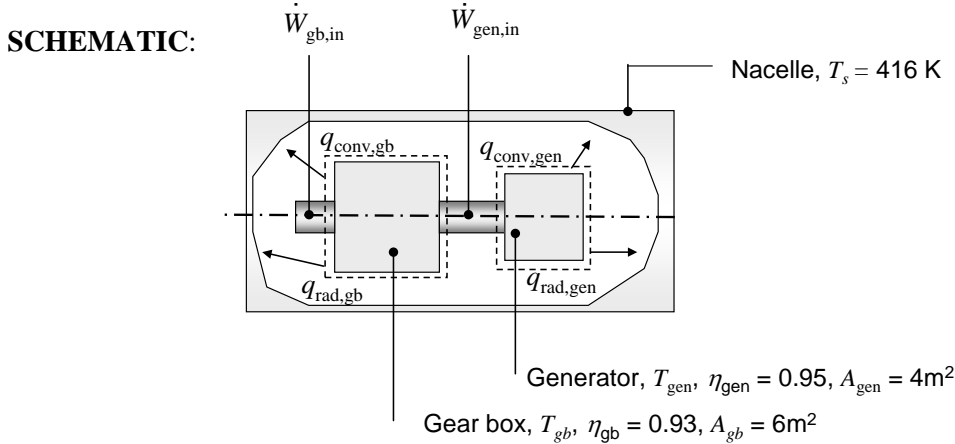 Ẇgb,in Ẇgen,in
SCHEMATIC:
Nacelle, Ts = 416 K
qconv,gb qconv,gen
qrad,gb qrad,gen
Generator, Tgen, ηgen = 0.95, Agen = 4m²
Gear box, Tgb, ηgb = 0.93, Agb = 6m²